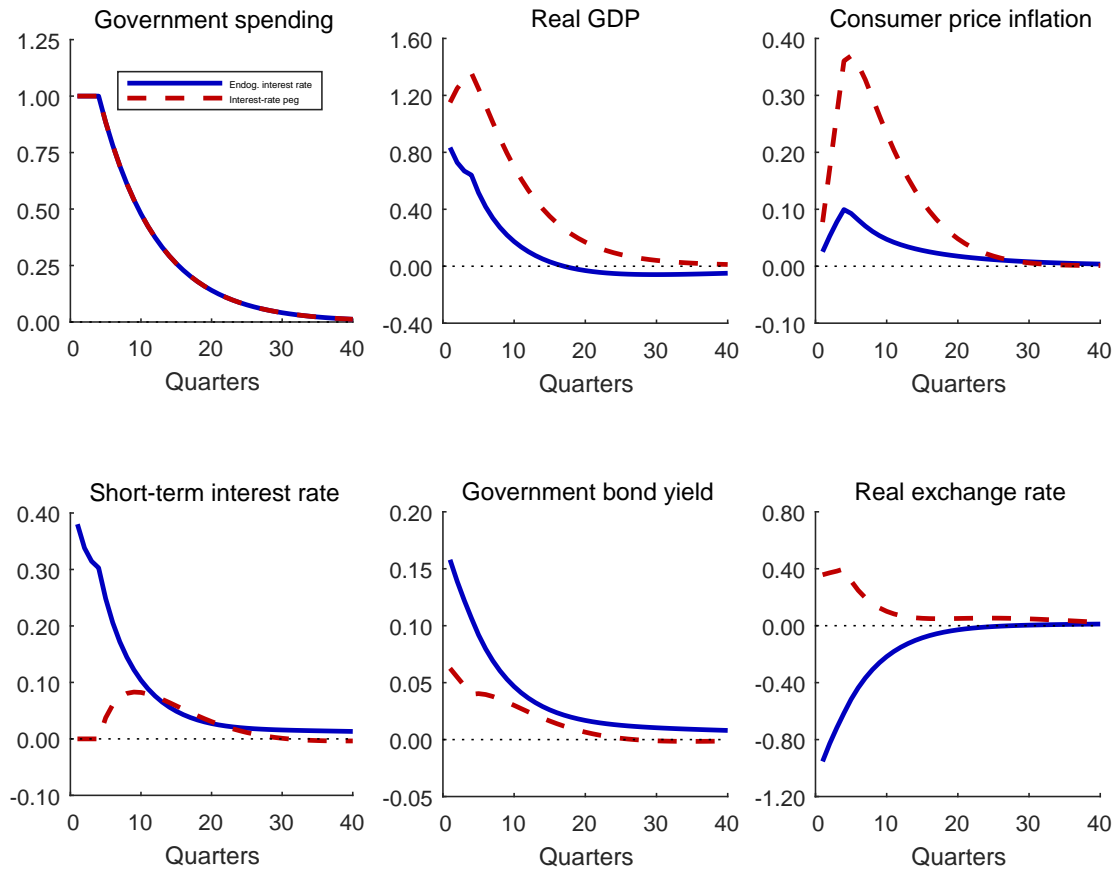 Government spending
1.25
1.00
0.75
0.50
0.25
0.00
0 10 20 30 40
Quarters
Endog. interest rate
Interest-rate peg
Real GDP
1.60
1.20
0.80
0.40
0.00
-0.40
0 10 20 30 40
Quarters
Consumer price inflation
0.40
0.30
0.20
0.10
0.00
-0.10
0 10 20 30 40
Quarters
Short-term interest rate
0.40
0.30
0.20
0.10
0.00
-0.10
0 10 20 30 40
Quarters
Government bond yield
0.20
0.15
0.10
0.05
0.00
-0.05
0 10 20 30 40
Quarters
Real exchange rate
0.80
0.40
0.00
-0.40
-0.80
-1.20
0 10 20 30 40
Quarters